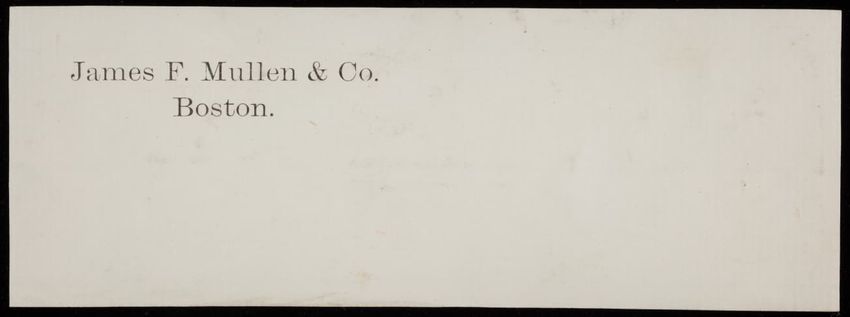 James F. Mullen & Co.
Boston.